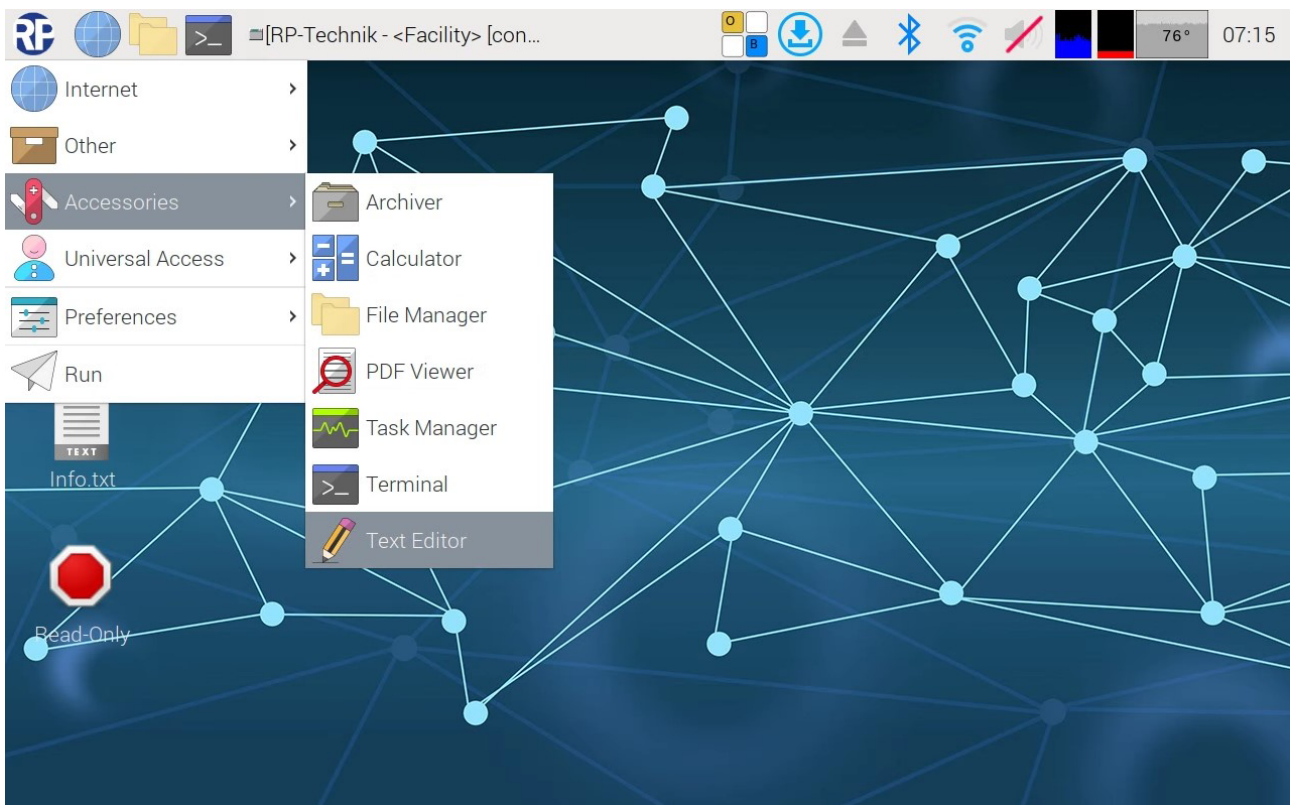 RP
>_
[RP-Technik - <Facility> [con...
O
B
76°
07:15
Internet
Other
Accessories
Universal Access
Preferences
Run
Archiver
Calculator
File Manager
PDF Viewer
Task Manager
>_ Terminal
Text Editor
TEXT
Info.txt
Read-Only